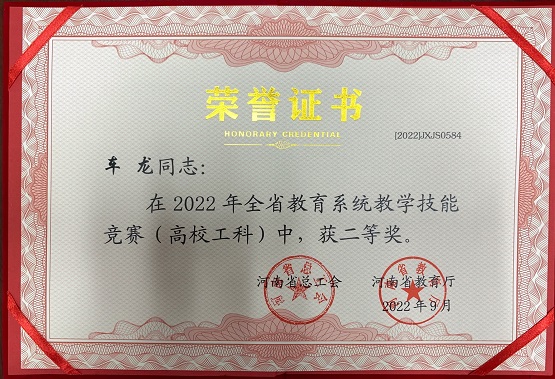 荣誉证书
HONORARY CREDENTIAL
[2022]JXJS0584
车 龙同志：
在 2022 年全省教育系统教学技能
竞赛（高校工科）中，获二等奖。
河南省总工会 河南省教育厅
2022 年 9 月